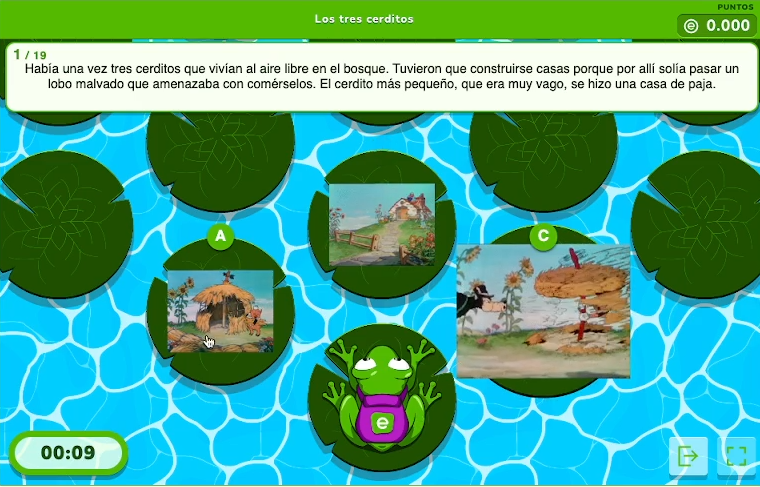 Los tres cerditos
PUNTOS
e 0.000
1 / 19
Había una vez tres cerditos que vivían al aire libre en el bosque. Tuvieron que construirse casas porque por allí solía pasar un
lobo malvado que amenazaba con comérselos. El cerdito más pequeño, que era muy vago, se hizo una casa de paja.
A
C
e
00:09